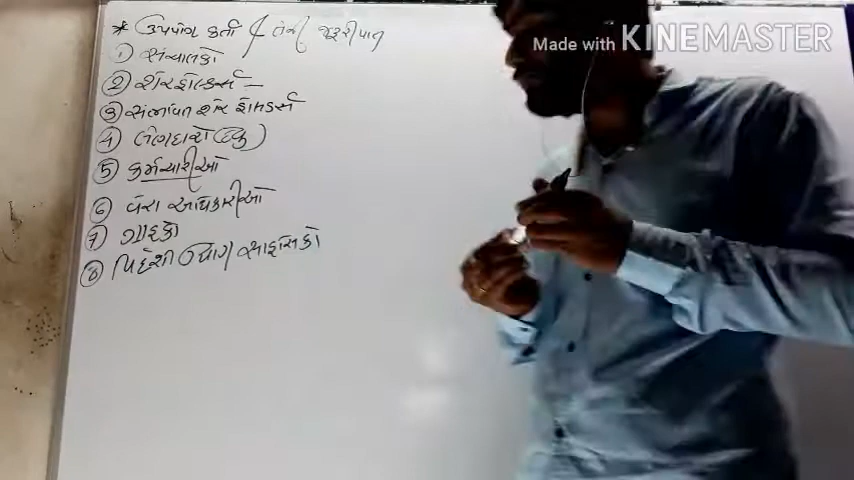 * ઉપયોગ કર્તા ને તેની જરૂરીયાત
① સંચાલકો
② શેરહોલ્ડર્સ –
③ સંભવિત શેર હોલ્ડર્સ
④ લેણદારો (ટૂંકુ)
⑤ કર્મચારીઓ
⑥ વેરા અધિકારીઓ
⑦ ગ્રાહકો
⑧ વિદેશી ઉદ્યોગ સાહસિકો
Made with KINEMASTER